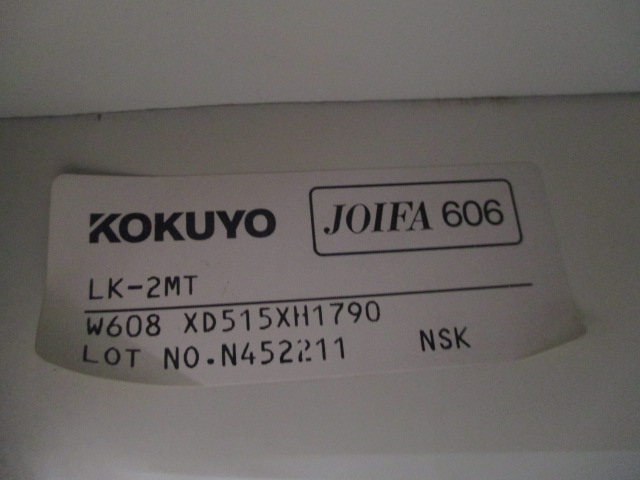 KOKUYO JOIFA 606
LK-2MT
W608 XD515XH1790
LOT NO.N452211 NSK